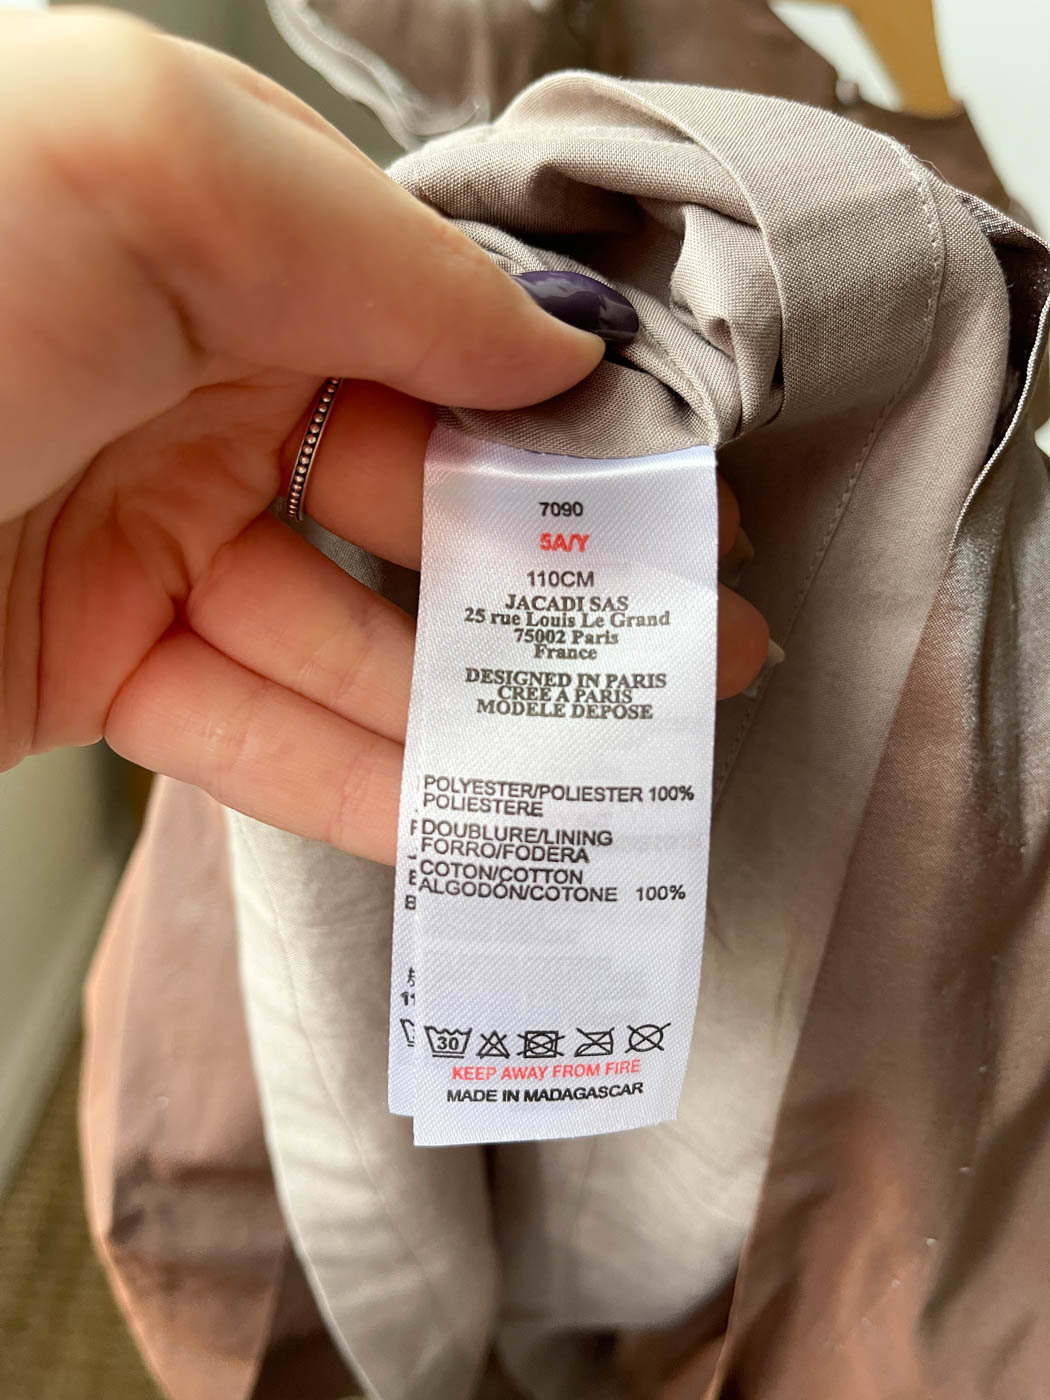 7090
5A/Y
110CM
JACADI SAS
25 rue Louis Le Grand
75002 Paris
France
DESIGNED IN PARIS
CREE A PARIS
MODELE DEPOSE
POLYESTER/POLIESTER 100%
POLIESTERE
DOUBLURE/LINING
FORRO/FODERA
COTON/COTTON
ALGODÓN/COTONE 100%
30
KEEP AWAY FROM FIRE
MADE IN MADAGASCAR